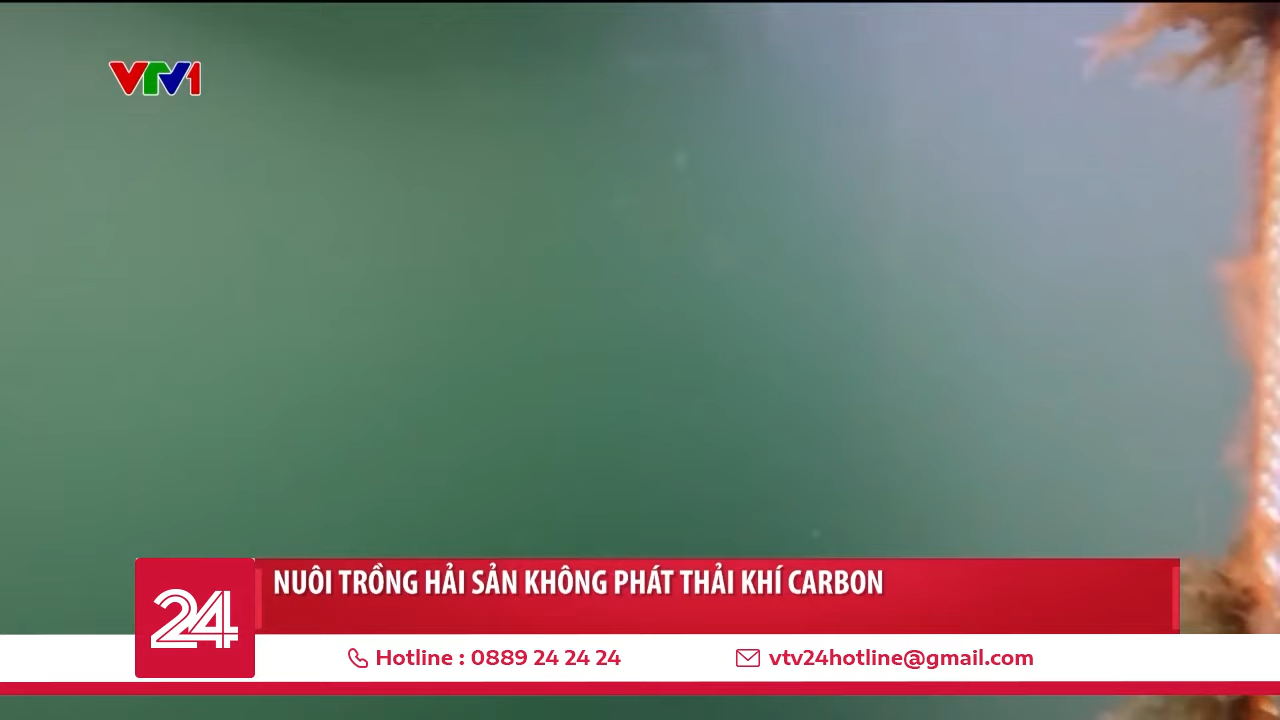 VTV1
NUÔI TRỒNG HẢI SẢN KHÔNG PHÁT THẢI KHÍ CARBON
24
Hotline : 0889 24 24 24
vtv24hotline@gmail.com